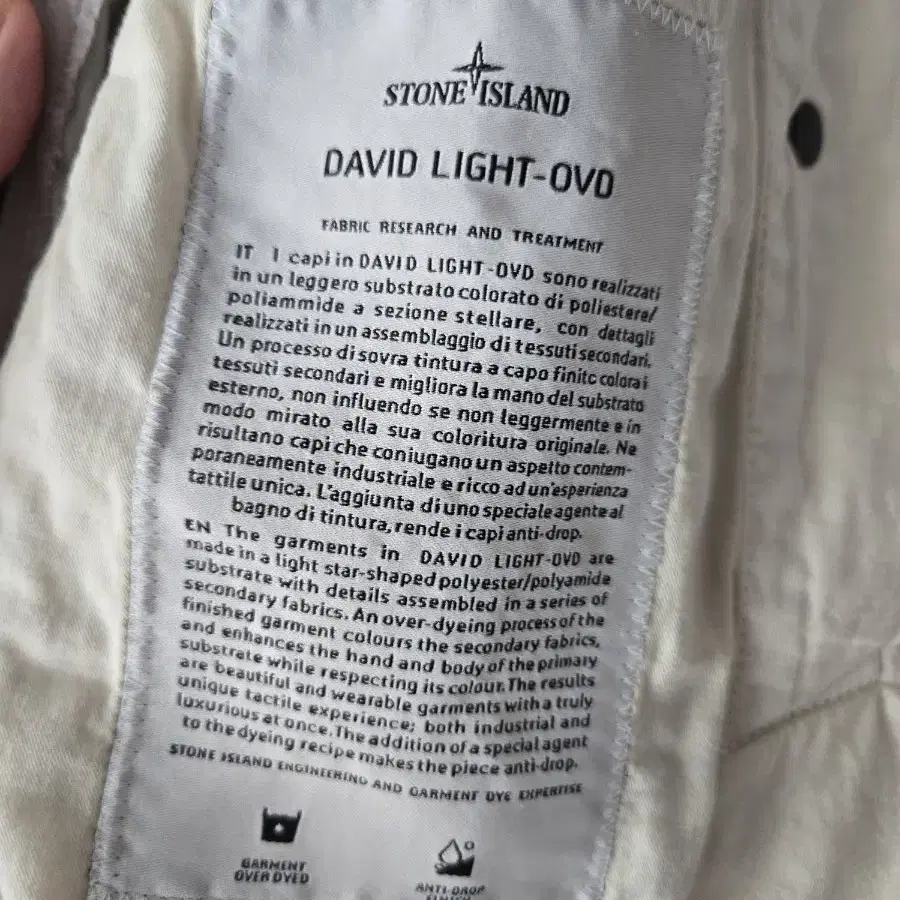 STONE ISLAND
DAVID LIGHT-OVD
FABRIC RESEARCH AND TREATMENT
IT I capi in DAVID LIGHT-OVD sono realizzati
in un leggero substrato colorato di poliestere/
poliammide a sezione stellare, con dettagli
realizzati in un assemblaggio di tessuti secondari.
Un processo di sovra tintura a capo finito colora i
tessuti secondari e migliora la mano del substrato
esterno, non influendo se non leggermente e in
modo mirato alla sua coloritura originale. Ne
risultano capi che coniugano un aspetto contem-
poraneamente industriale e ricco ad un'esperienza
tattile unica. L'aggiunta di uno speciale agente al
bagno di tintura, rende i capi anti-drop.
EN The garments in DAVID LIGHT-OVD are
made in a light star-shaped polyester/polyamide
substrate with details assembled in a series of
secondary fabrics. An over-dyeing process of the
finished garment colours the secondary fabrics,
and enhances the hand and body of the primary
substrate while respecting its colour. The results
are beautiful and wearable garments with a truly
unique tactile experience; both industrial and
luxurious at once. The addition of a special agent
to the dyeing recipe makes the piece anti-drop.
STONE ISLAND ENGINEERING AND GARMENT DYE EXPERTISE
GARMENT
OVER DYED
ANTI-DROP